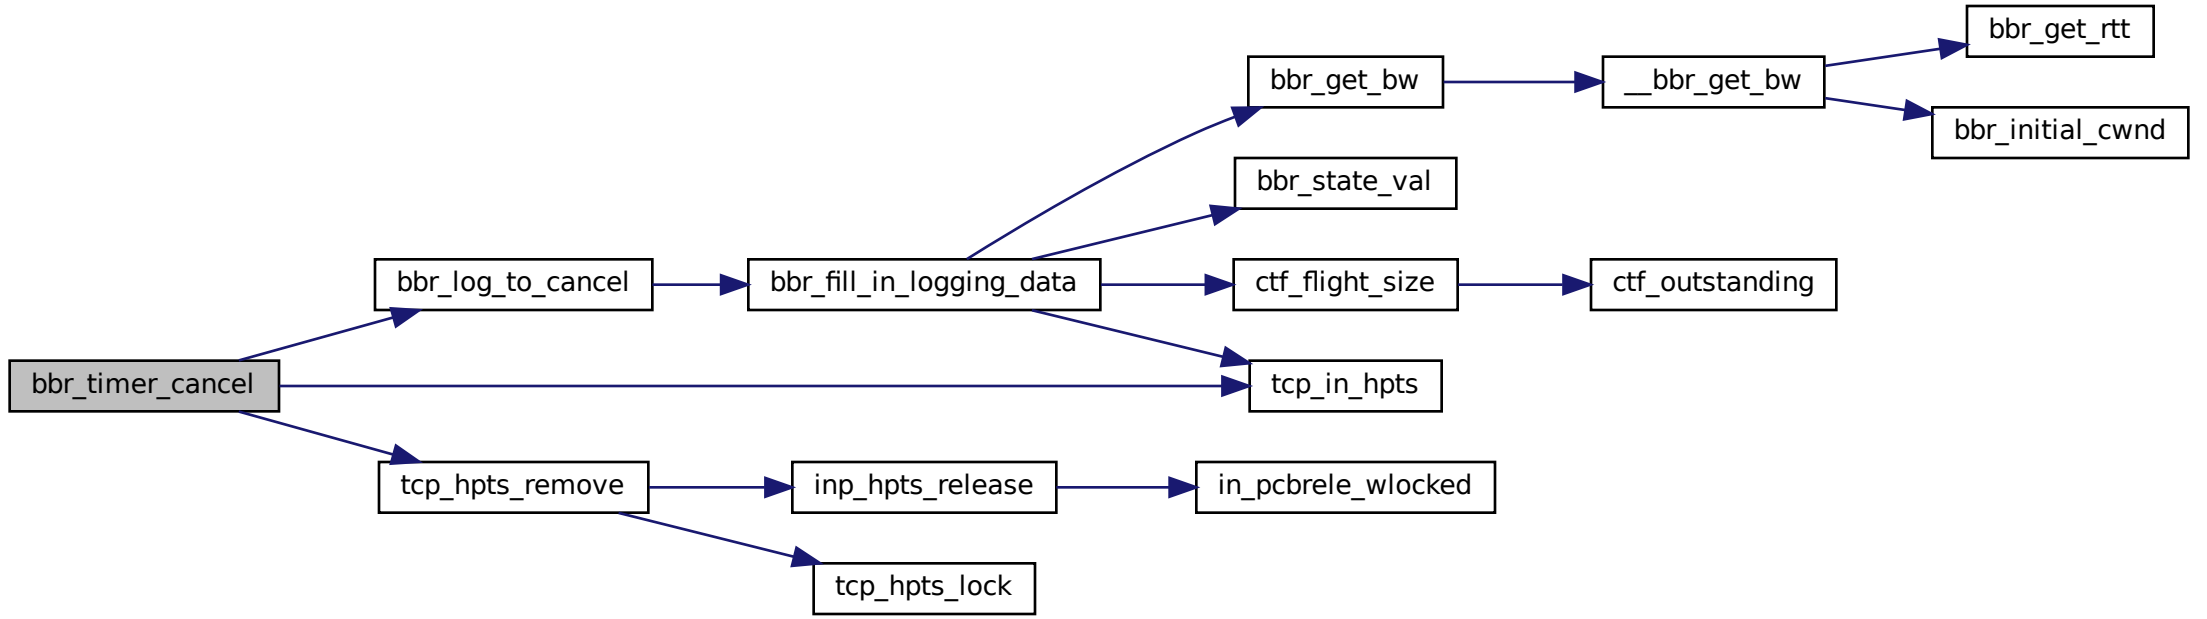 bbr_get_rtt
bbr_get_bw
__bbr_get_bw
bbr_initial_cwnd
bbr_state_val
bbr_log_to_cancel
bbr_fill_in_logging_data
ctf_flight_size
ctf_outstanding
bbr_timer_cancel
tcp_in_hpts
tcp_hpts_remove
inp_hpts_release
in_pcbrele_wlocked
tcp_hpts_lock